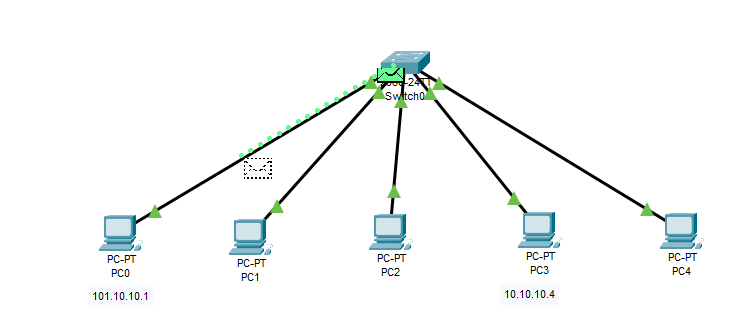 Switch0
PC-PT
PC0
PC-PT
PC1
PC-PT
PC2
PC-PT
PC3
PC-PT
PC4
101.10.10.1
10.10.10.4